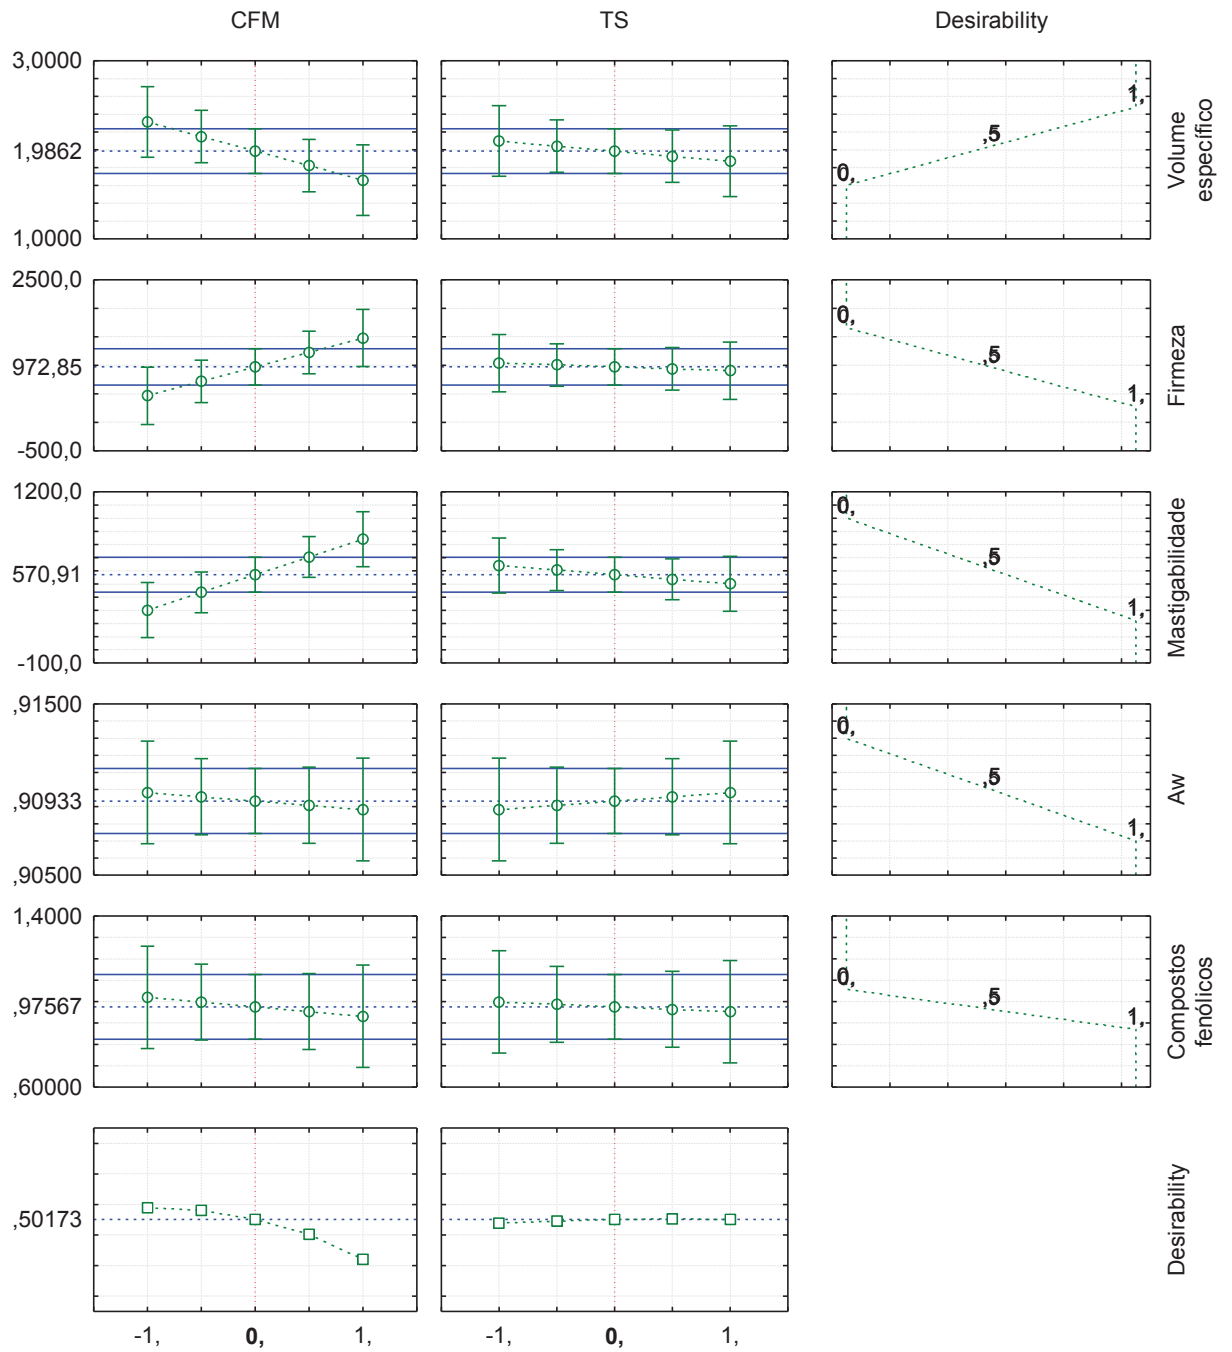 CFM TS Desirability
3,0000
1,9862
1,0000
0, ,5 1,
Volume específico
2500,0
972,85
-500,0
0, ,5 1,
Firmeza
1200,0
570,91
-100,0
0, ,5 1,
Mastigabilidade
,91500
,90933
,90500
0, ,5 1,
Aw
1,4000
,97567
,60000
0, ,5 1,
Compostos fenólicos
,50173
Desirability
-1, 0, 1, -1, 0, 1,